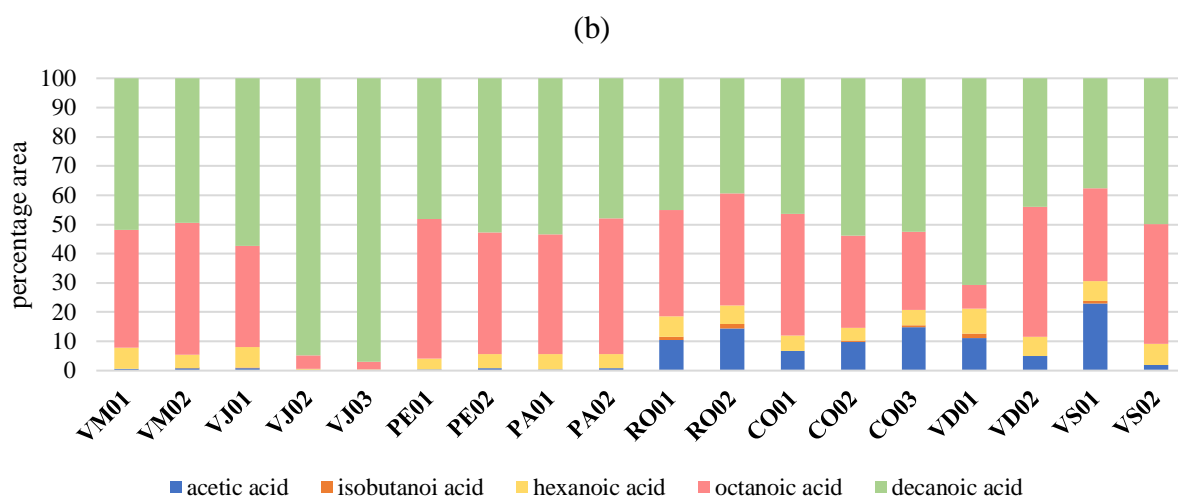 (b)
100
90
80
70
60
50
40
30
20
10
0
percentage area
VM01 VM02 VJ01 VJ02 VJ03 PE01 PE02 PA01 PA02 RO01 RO02 CO01 CO02 CO03 VD01 VD02 VS01 VS02
acetic acid isobutanoi acid hexanoic acid octanoic acid decanoic acid